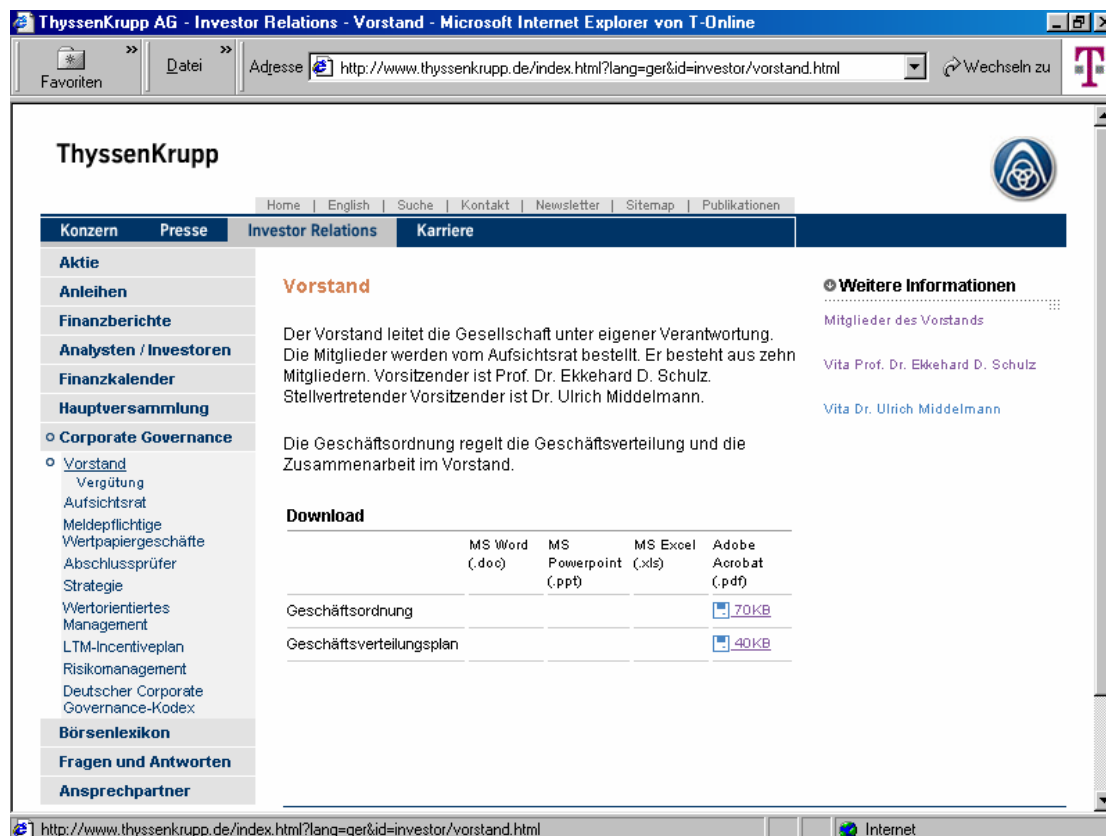 ThyssenKrupp AG - Investor Relations - Vorstand - Microsoft Internet Explorer von T-Online
Favoriten
»
Datei
»
Adresse http://www.thyssenkrupp.de/index.html?lang=ger&id=investor/vorstand.html
Wechseln zu
T
ThyssenKrupp
Home | English | Suche | Kontakt | Newsletter | Sitemap | Publikationen
Konzern Presse Investor Relations Karriere
Aktie
Anleihen
Finanzberichte
Analysten / Investoren
Finanzkalender
Hauptversammlung
Corporate Governance
Vorstand
Vergütung
Aufsichtsrat
Meldepflichtige
Wertpapiergeschäfte
Abschlussprüfer
Strategie
Wertorientiertes
Management
LTM-Incentiveplan
Risikomanagement
Deutscher Corporate
Governance-Kodex
Börsenlexikon
Fragen und Antworten
Ansprechpartner
Vorstand
Der Vorstand leitet die Gesellschaft unter eigener Verantwortung.
Die Mitglieder werden vom Aufsichtsrat bestellt. Er besteht aus zehn
Mitgliedern. Vorsitzender ist Prof. Dr. Ekkehard D. Schulz.
Stellvertretender Vorsitzender ist Dr. Ulrich Middelmann.
Die Geschäftsordnung regelt die Geschäftsverteilung und die
Zusammenarbeit im Vorstand.
Download
MS Word
(.doc)
MS
Powerpoint
(.ppt)
MS Excel
(.xls)
Adobe
Acrobat
(.pdf)
Geschäftsordnung 70KB
Geschäftsverteilungsplan 40KB
Weitere Informationen
Mitglieder des Vorstands
Vita Prof. Dr. Ekkehard D. Schulz
Vita Dr. Ulrich Middelmann
http://www.thyssenkrupp.de/index.html?lang=ger&id=investor/vorstand.html
Internet